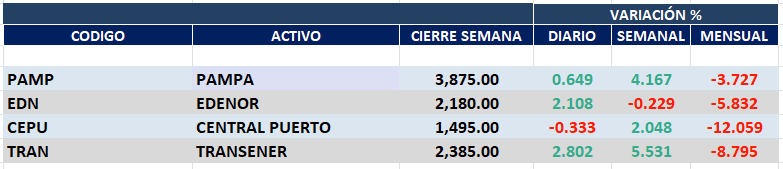 VARIACIÓN %
CODIGO ACTIVO CIERRE SEMANA DIARIO SEMANAL MENSUAL
PAMP PAMPA 3,875.00 0.649 4.167 -3.727
EDN EDENOR 2,180.00 2.108 -0.229 -5.832
CEPU CENTRAL PUERTO 1,495.00 -0.333 2.048 -12.059
TRAN TRANSENER 2,385.00 2.802 5.531 -8.795